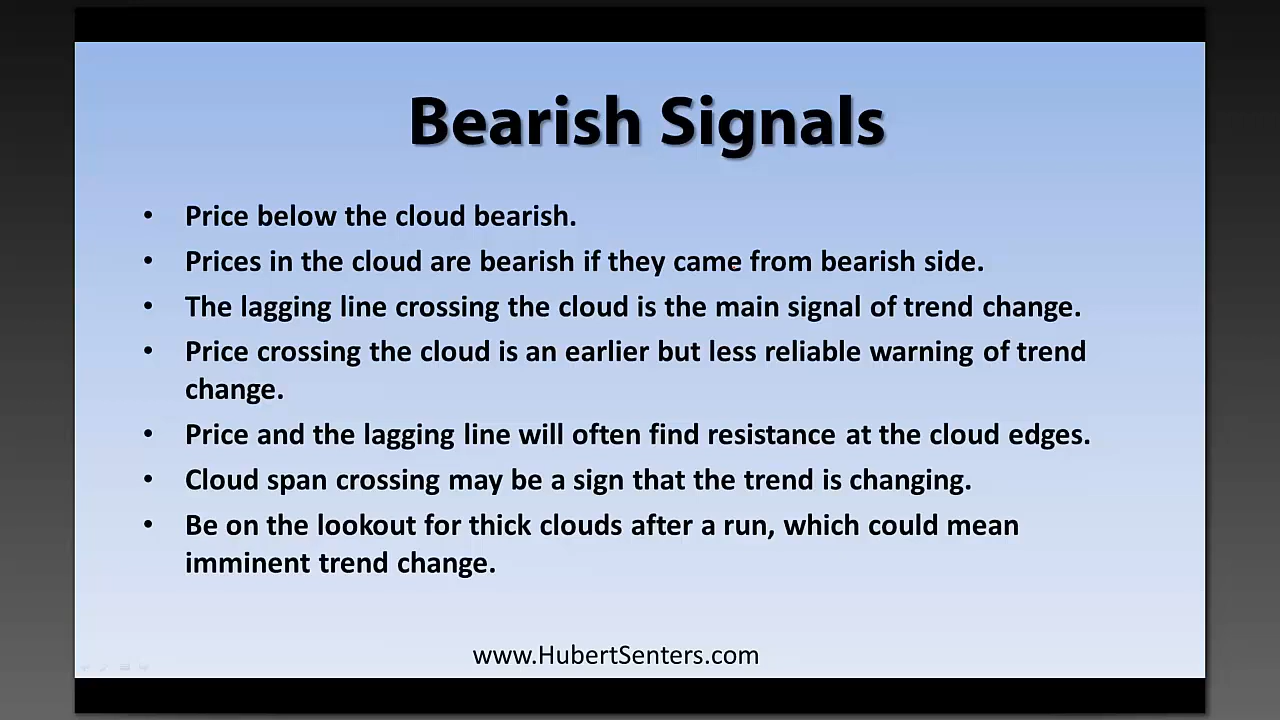 Bearish Signals
• Price below the cloud bearish.
• Prices in the cloud are bearish if they came from bearish side.
• The lagging line crossing the cloud is the main signal of trend change.
• Price crossing the cloud is an earlier but less reliable warning of trend
change.
• Price and the lagging line will often find resistance at the cloud edges.
• Cloud span crossing may be a sign that the trend is changing.
• Be on the lookout for thick clouds after a run, which could mean
imminent trend change.
www.HubertSenters.com